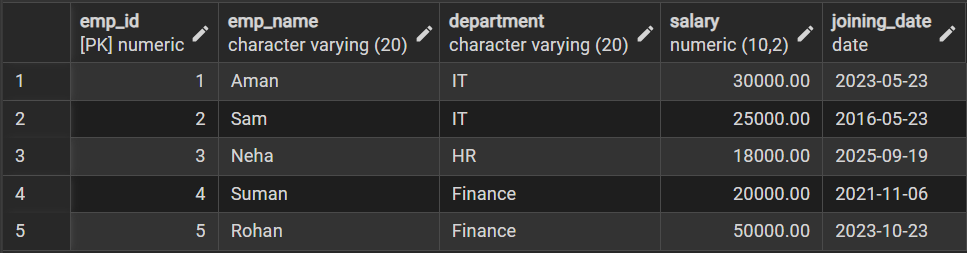 emp_id emp_name department salary joining_date
[PK] numeric character varying (20) character varying (20) numeric (10,2) date
1 1 Aman IT 30000.00 2023-05-23
2 2 Sam IT 25000.00 2016-05-23
3 3 Neha HR 18000.00 2025-09-19
4 4 Suman Finance 20000.00 2021-11-06
5 5 Rohan Finance 50000.00 2023-10-23